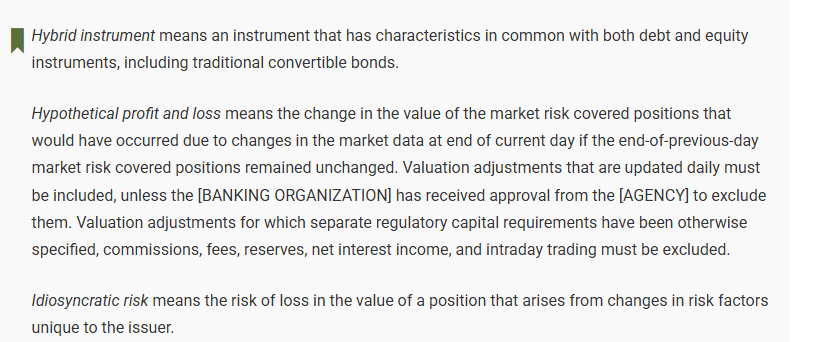 Hybrid instrument means an instrument that has characteristics in common with both debt and equity
instruments, including traditional convertible bonds.
Hypothetical profit and loss means the change in the value of the market risk covered positions that
would have occurred due to changes in the market data at end of current day if the end-of-previous-day
market risk covered positions remained unchanged. Valuation adjustments that are updated daily must
be included, unless the [BANKING ORGANIZATION] has received approval from the [AGENCY] to exclude
them. Valuation adjustments for which separate regulatory capital requirements have been otherwise
specified, commissions, fees, reserves, net interest income, and intraday trading must be excluded.
Idiosyncratic risk means the risk of loss in the value of a position that arises from changes in risk factors
unique to the issuer.